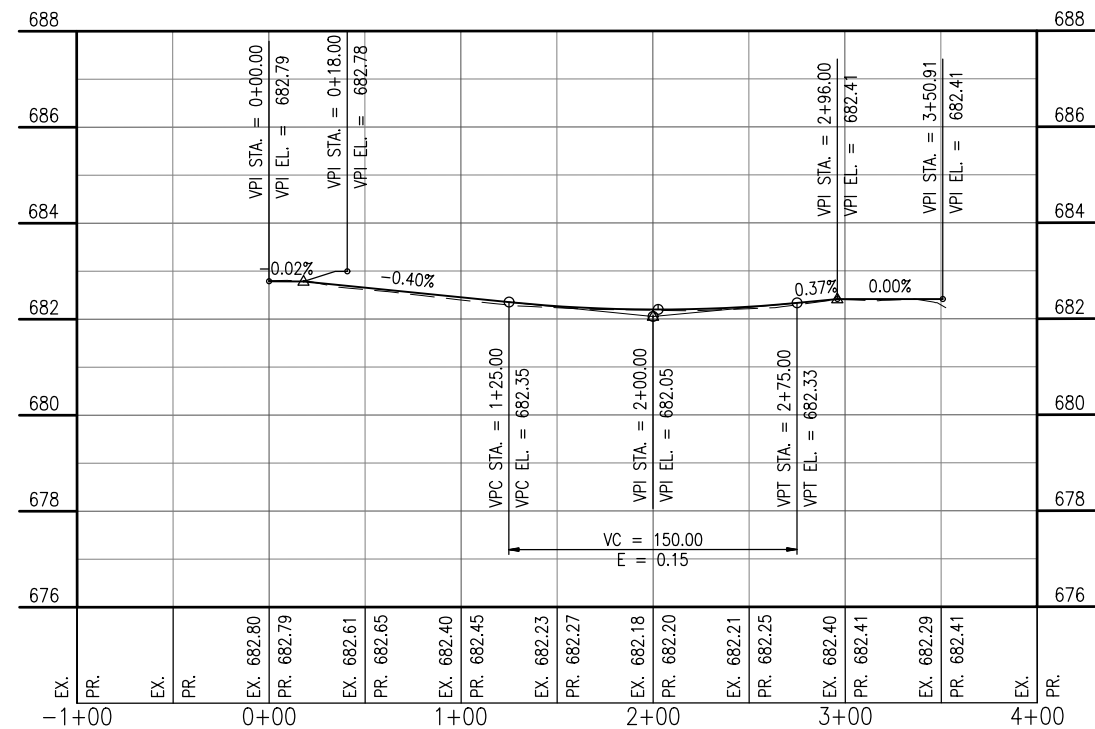 688
688
686
686
684
684
682
682
680
680
678
678
676
676
VPI STA. = 0+00.00
VPI EL. = 682.79
VPI STA. = 0+18.00
VPI EL. = 682.78
VPI STA. = 2+96.00
VPI EL. = 682.41
VPI STA. = 3+50.91
VPI EL. = 682.41
-0.02%
-0.40%
0.37%
0.00%
VPC STA. = 1+25.00
VPC EL. = 682.35
VPI STA. = 2+00.00
VPI EL. = 682.05
VPT STA. = 2+75.00
VPT EL. = 682.33
VC = 150.00
E = 0.15
EX.
PR.
EX.
PR.
EX. 682.80
PR. 682.79
EX. 682.61
PR. 682.65
EX. 682.40
PR. 682.45
EX. 682.23
PR. 682.27
EX. 682.18
PR. 682.20
EX. 682.21
PR. 682.25
EX. 682.40
PR. 682.41
EX. 682.29
PR. 682.41
EX.
PR.
-1+00
0+00
1+00
2+00
3+00
4+00